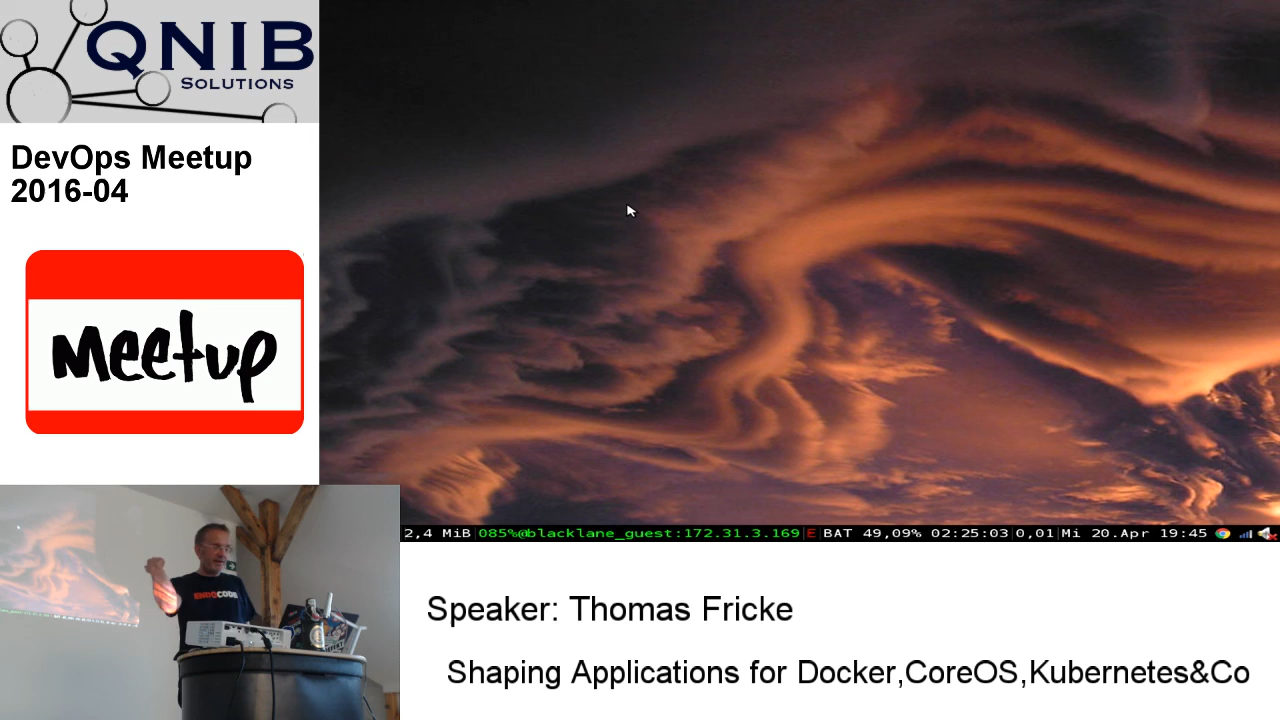 QNIB
SOLUTIONS
DevOps Meetup
2016-04
meetup
ENDOCODE
2,4 MiB|085%@blacklane_guest:172.31.3.169|E|BAT 49,09% 02:25:03|0,01|Mi 20.Apr 19:45
Speaker: Thomas Fricke
Shaping Applications for Docker,CoreOS,Kubernetes&Co